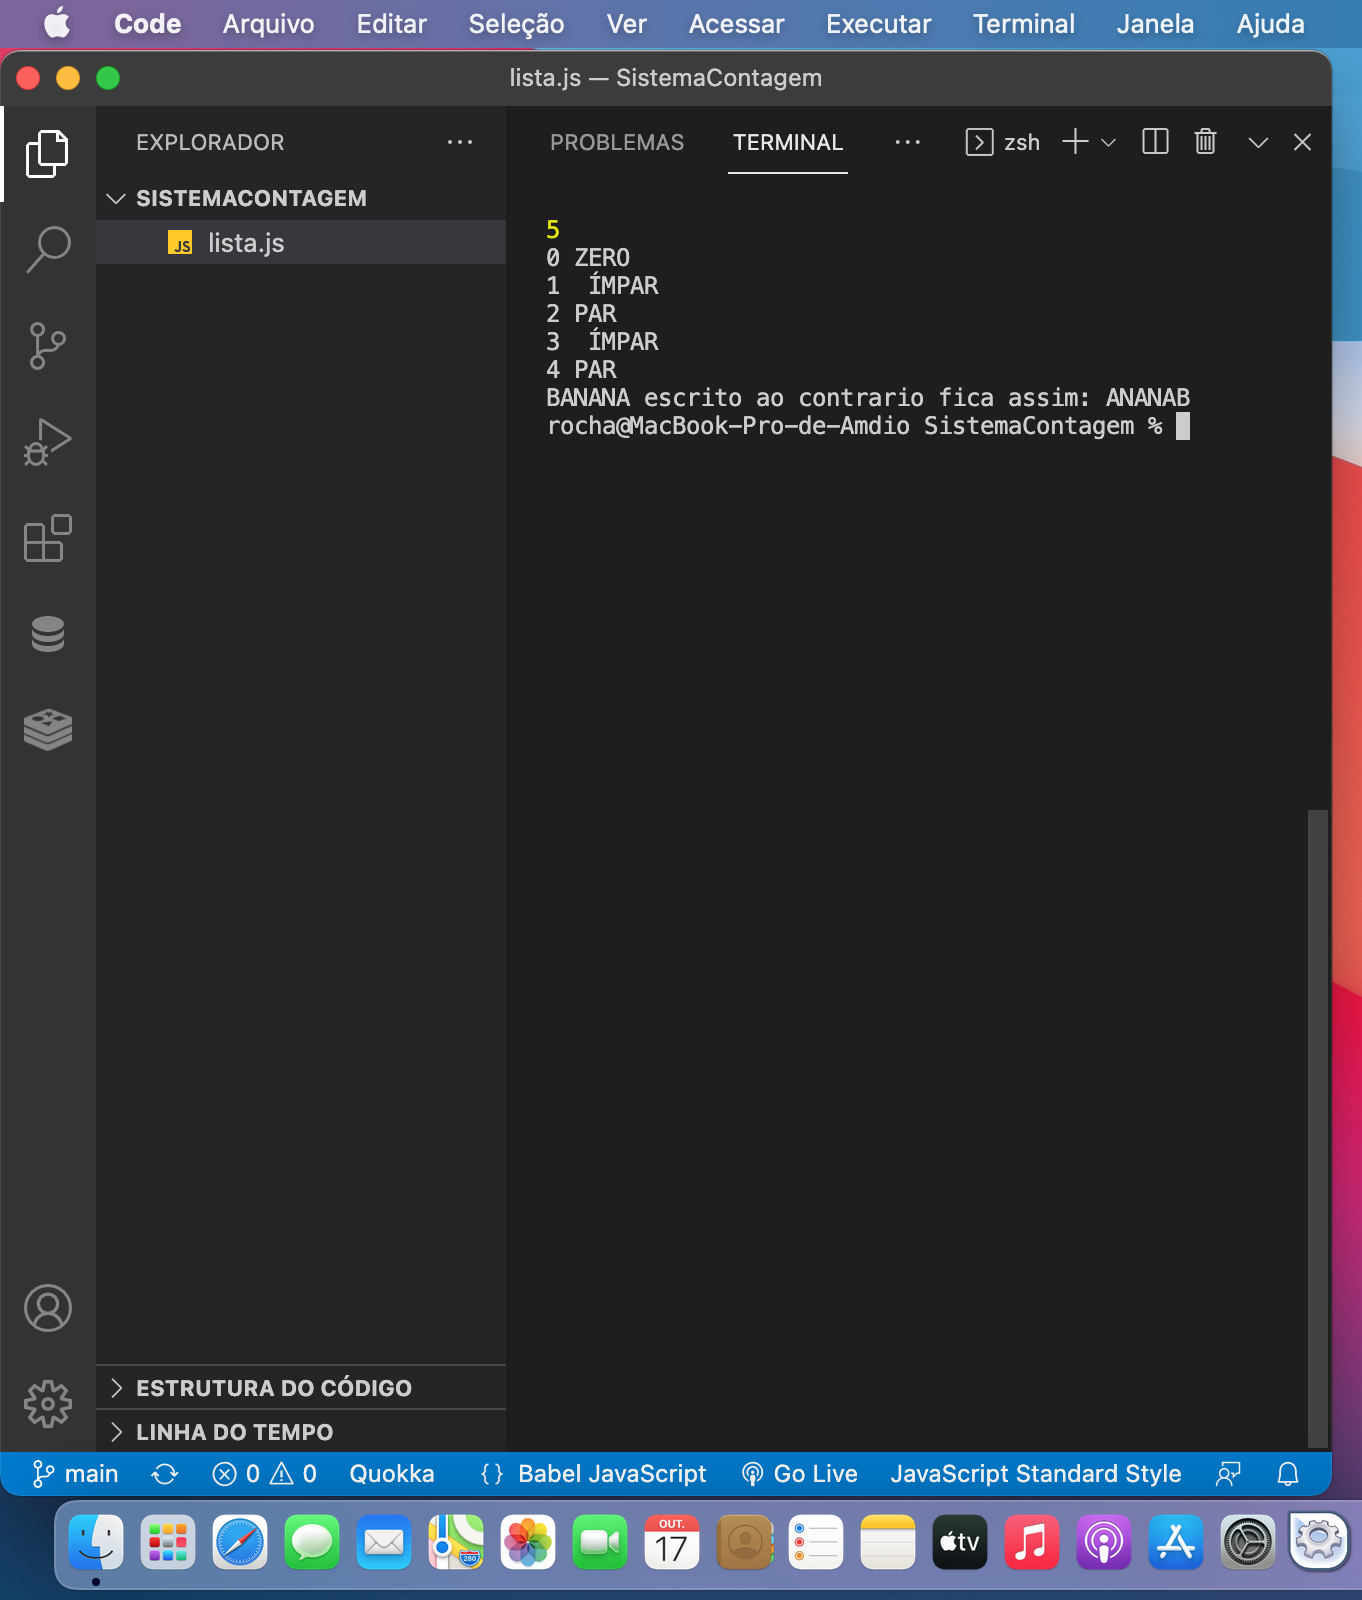 Code Arquivo Editar Seleção Ver Acessar Executar Terminal Janela Ajuda
lista.js — SistemaContagem
EXPLORADOR
SISTEMACONTAGEM
JS lista.js
ESTRUTURA DO CÓDIGO
LINHA DO TEMPO
PROBLEMAS TERMINAL zsh
5
0 ZERO
1  ÍMPAR
2 PAR
3  ÍMPAR
4 PAR
BANANA escrito ao contrario fica assim: ANANAB
rocha@MacBook-Pro-de-Amdio SistemaContagem %
main 0 0 Quokka {} Babel JavaScript Go Live JavaScript Standard Style
280
OUT.
17
tv